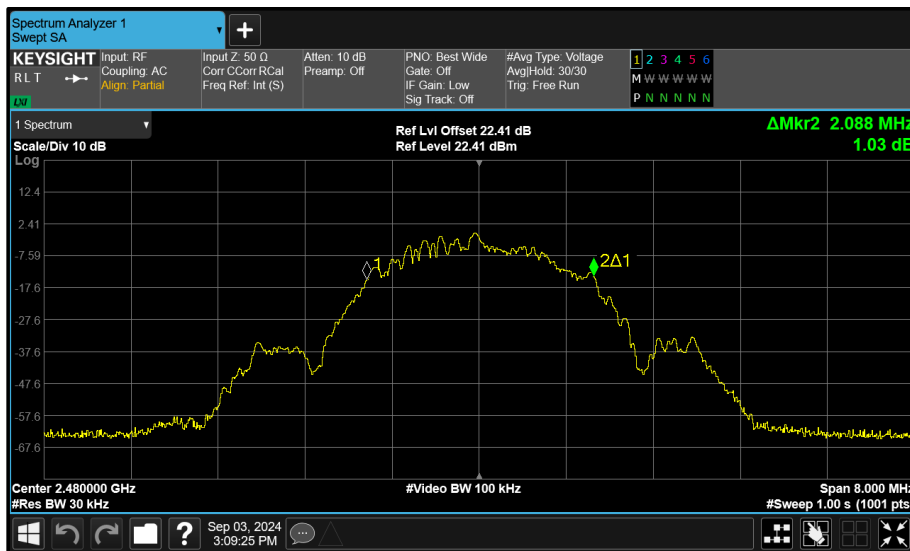 Spectrum Analyzer 1
Swept SA
+
KEYSIGHT
R L T
LXI
Input: RF
Coupling: AC
Align: Partial
Input Z: 50 Ω
Corr CCorr RCal
Freq Ref: Int (S)
Atten: 10 dB
Preamp: Off
PNO: Best Wide
Gate: Off
IF Gain: Low
Sig Track: Off
#Avg Type: Voltage
Avg|Hold: 30/30
Trig: Free Run
1 2 3 4 5 6
M W W W W W
P N N N N N
1 Spectrum
Scale/Div 10 dB
Ref Lvl Offset 22.41 dB
Ref Level 22.41 dBm
ΔMkr2 2.088 MHz
1.03 dB
Log
12.4
2.41
-7.59
-17.6
-27.6
-37.6
-47.6
-57.6
-67.6
1
2Δ1
Center 2.480000 GHz
#Res BW 30 kHz
#Video BW 100 kHz
Span 8.000 MHz
#Sweep 1.00 s (1001 pts
?
Sep 03, 2024
3:09:25 PM